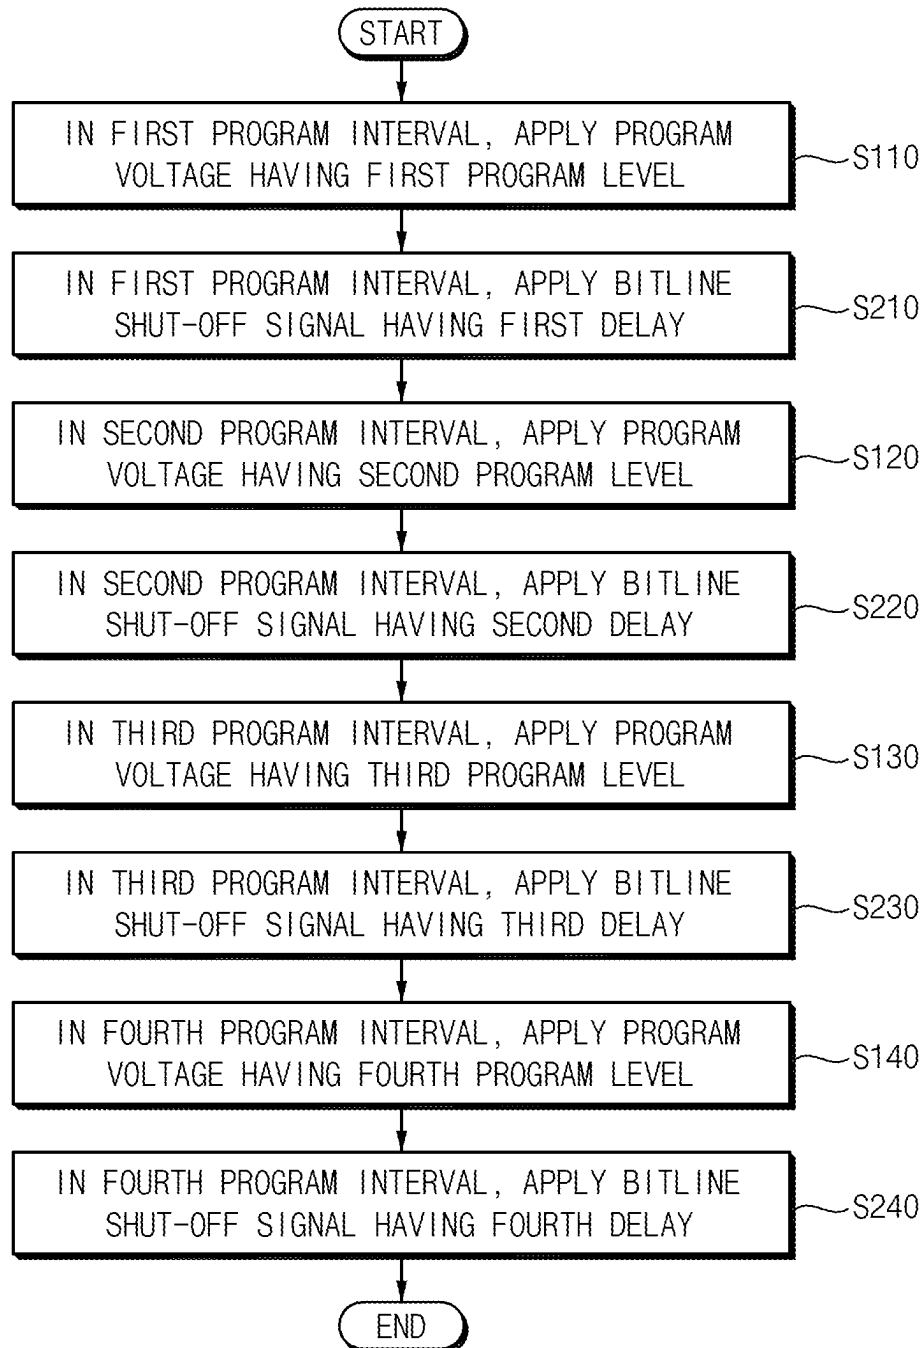 START
IN FIRST PROGRAM INTERVAL, APPLY PROGRAM
VOLTAGE HAVING FIRST PROGRAM LEVEL
S110
IN FIRST PROGRAM INTERVAL, APPLY BITLINE
SHUT-OFF SIGNAL HAVING FIRST DELAY
S210
IN SECOND PROGRAM INTERVAL, APPLY PROGRAM
VOLTAGE HAVING SECOND PROGRAM LEVEL
S120
IN SECOND PROGRAM INTERVAL, APPLY BITLINE
SHUT-OFF SIGNAL HAVING SECOND DELAY
S220
IN THIRD PROGRAM INTERVAL, APPLY PROGRAM
VOLTAGE HAVING THIRD PROGRAM LEVEL
S130
IN THIRD PROGRAM INTERVAL, APPLY BITLINE
SHUT-OFF SIGNAL HAVING THIRD DELAY
S230
IN FOURTH PROGRAM INTERVAL, APPLY PROGRAM
VOLTAGE HAVING FOURTH PROGRAM LEVEL
S140
IN FOURTH PROGRAM INTERVAL, APPLY BITLINE
SHUT-OFF SIGNAL HAVING FOURTH DELAY
S240
END